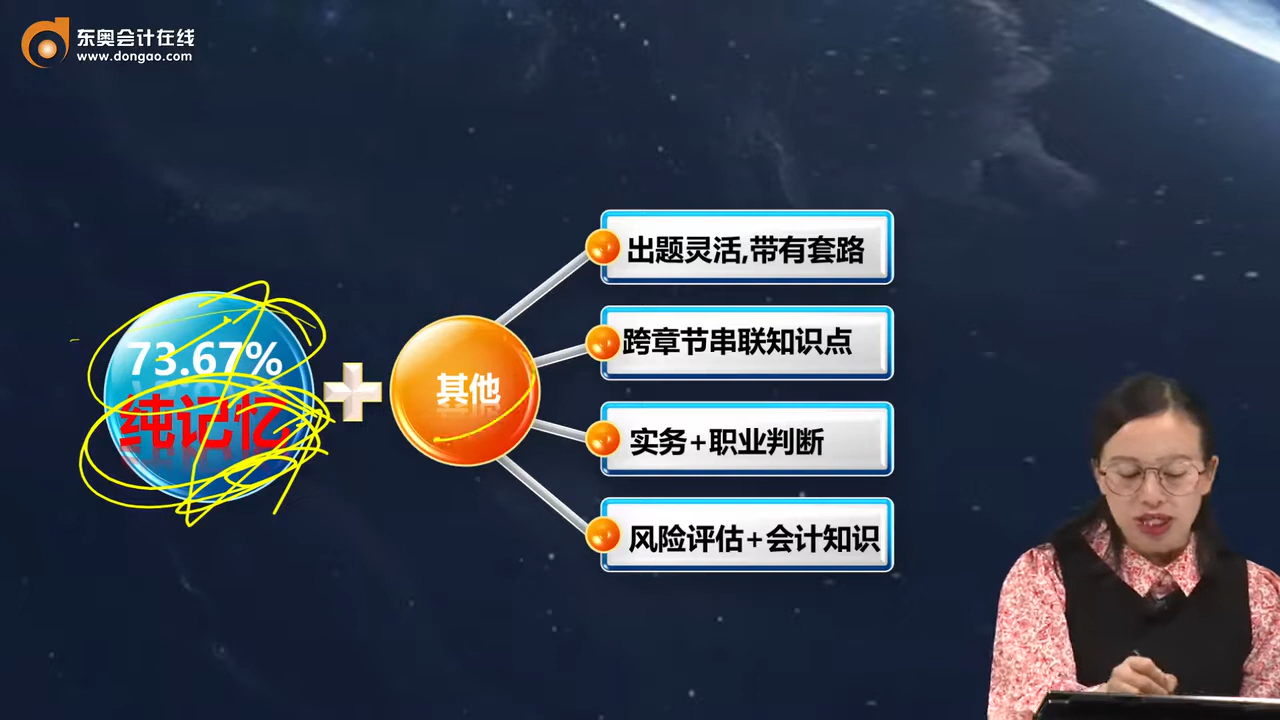 东奥会计在线
www.dongao.com
73.67%
纯记忆
其他
出题灵活,带有套路
跨章节串联知识点
实务+职业判断
风险评估+会计知识